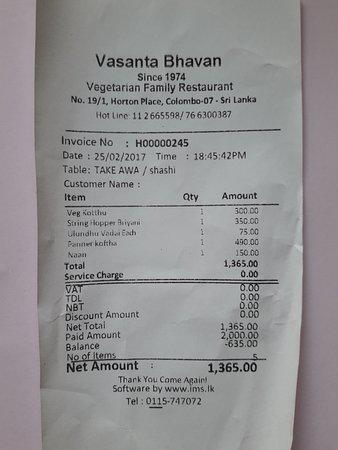 Vasanta Bhavan
Since 1974
Vegetarian Family Restaurant
No. 19/1, Horton Place, Colombo-07 - Sri Lanka
Hot Line: 11 2 665598/ 76 6300387
Invoice No : H00000245
Date : 25/02/2017 Time : 18:45:42PM
Table: TAKE AWA / shashi
Customer Name :
Item Qty Amount
Veg Kotthu 1 300.00
String Hopper Briyani 1 350.00
Ulundhu Vadai Each 1 75.00
Panner koftha 1 490.00
Naan 1 150.00
Total 1,365.00
Service Charge 0.00
VAT 0.00
TDL 0.00
NBT 0.00
Discount Amount 0.00
Net Total 1,365.00
Paid Amount 2,000.00
Balance -635.00
No of Items 5
Net Amount : 1,365.00
Thank You Come Again!
Software by www.ims.lk
Tel : 0115-747072